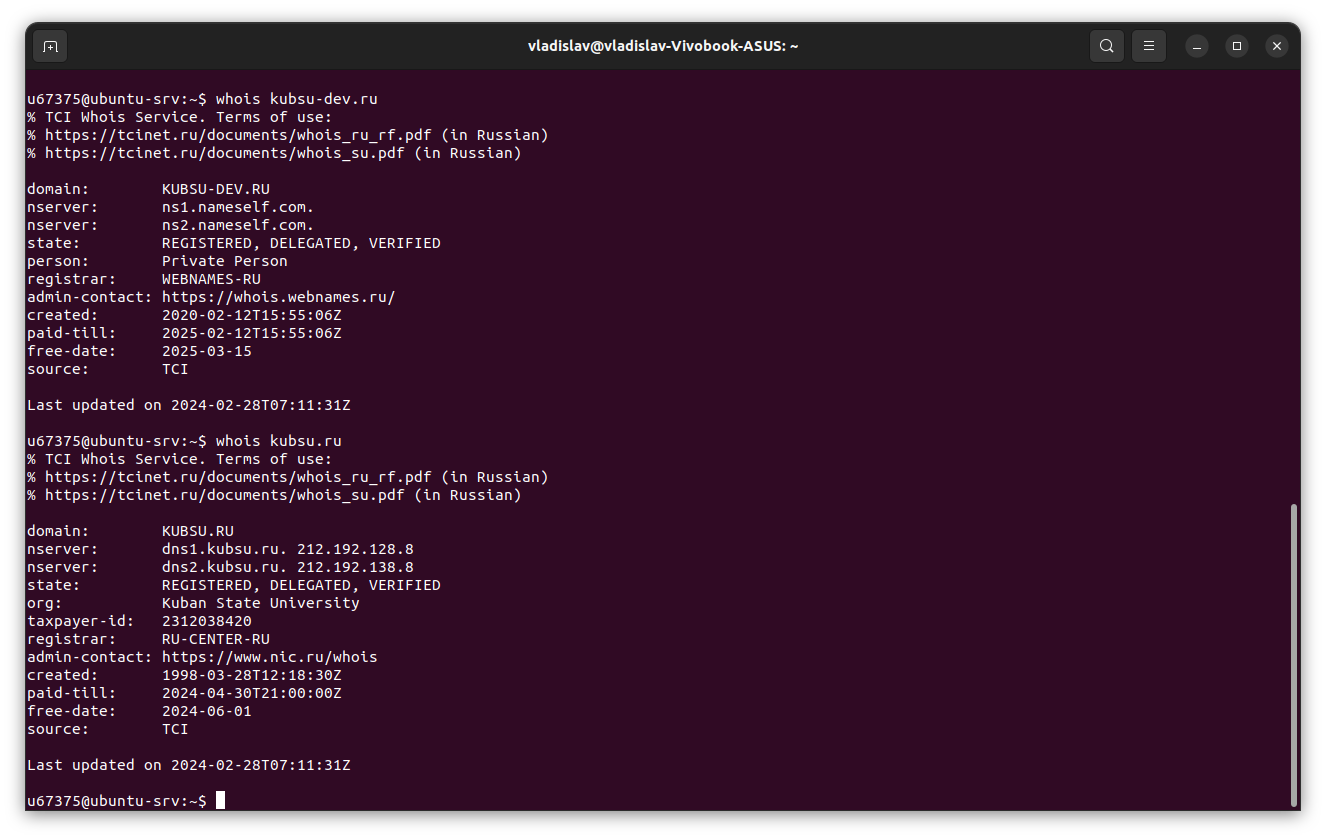 vladislav@vladislav-Vivobook-ASUS: ~
u67375@ubuntu-srv:~$ whois kubsu-dev.ru
% TCI Whois Service. Terms of use:
% https://tcinet.ru/documents/whois_ru_rf.pdf (in Russian)
% https://tcinet.ru/documents/whois_su.pdf (in Russian)
domain:        KUBSU-DEV.RU
nserver:       ns1.nameself.com.
nserver:       ns2.nameself.com.
state:         REGISTERED, DELEGATED, VERIFIED
person:        Private Person
registrar:     WEBNAMES-RU
admin-contact: https://whois.webnames.ru/
created:       2020-02-12T15:55:06Z
paid-till:     2025-02-12T15:55:06Z
free-date:     2025-03-15
source:        TCI
Last updated on 2024-02-28T07:11:31Z
u67375@ubuntu-srv:~$ whois kubsu.ru
% TCI Whois Service. Terms of use:
% https://tcinet.ru/documents/whois_ru_rf.pdf (in Russian)
% https://tcinet.ru/documents/whois_su.pdf (in Russian)
domain:        KUBSU.RU
nserver:       dns1.kubsu.ru. 212.192.128.8
nserver:       dns2.kubsu.ru. 212.192.138.8
state:         REGISTERED, DELEGATED, VERIFIED
org:           Kuban State University
taxpayer-id:   2312038420
registrar:     RU-CENTER-RU
admin-contact: https://www.nic.ru/whois
created:       1998-03-28T12:18:30Z
paid-till:     2024-04-30T21:00:00Z
free-date:     2024-06-01
source:        TCI
Last updated on 2024-02-28T07:11:31Z
u67375@ubuntu-srv:~$